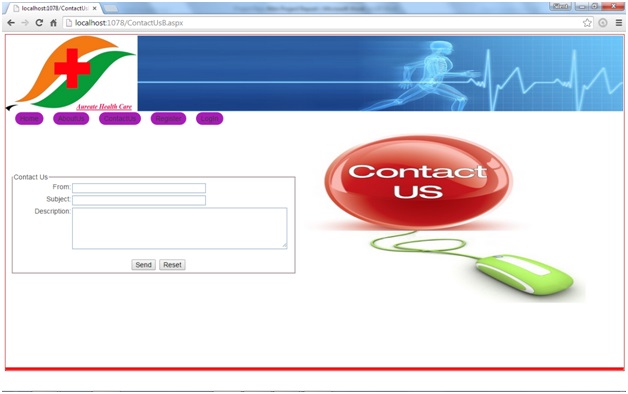 localhost:1078/ContactUs
localhost:1078/ContactUs8.aspx
Aureate Health Care
Home
AboutUs
ContactUs
Register
Login
Contact Us
From:
Subject:
Description:
Send
Reset
Contact
US